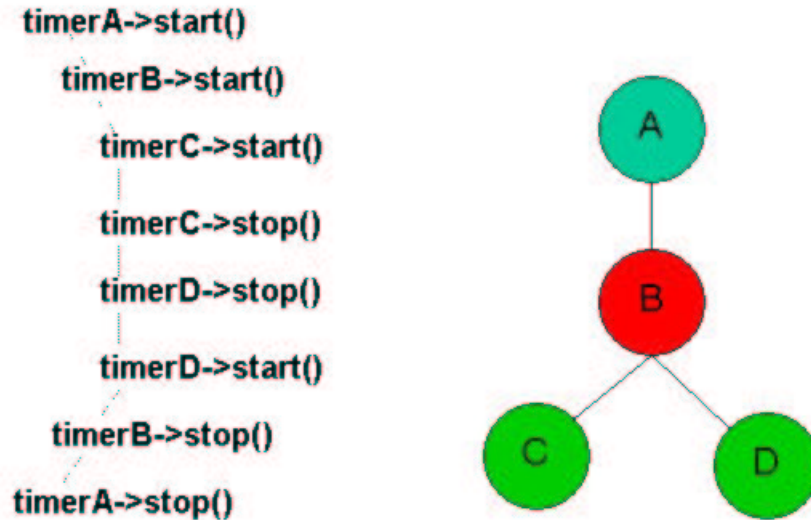 timerA->start()
timerB->start()
timerC->start()
timerC->stop()
timerD->stop()
timerD->start()
timerB->stop()
timerA->stop()
A
B
C
D